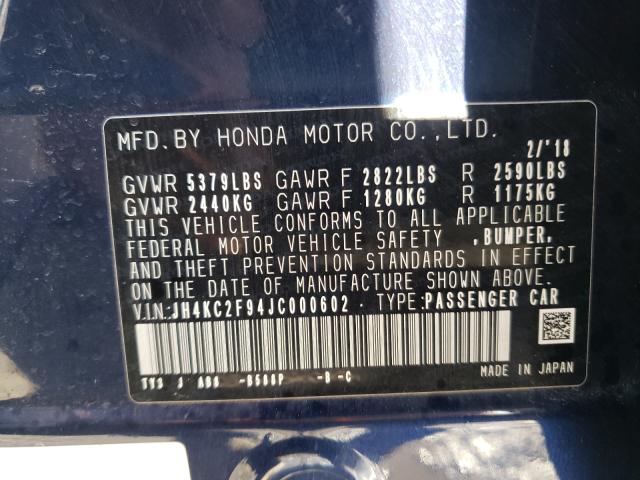 MFD.BY HONDA MOTOR CO.,LTD.
2/'18
GVWR 5379LBS GAWR F 2822LBS R 2590LBS
GVWR 2440KG GAWR F 1280KG R 1175KG
THIS VEHICLE CONFORMS TO ALL APPLICABLE
FEDERAL MOTOR VEHICLE SAFETY ,BUMPER,
AND THEFT PREVENTION STANDARDS IN EFFECT
ON THE DATE OF MANUFACTURE SHOWN ABOVE.
V.I.N:JH4KC2F94JC000602 · TYPE:PASSENGER CAR
-B588P -B -C
MADE IN JAPAN